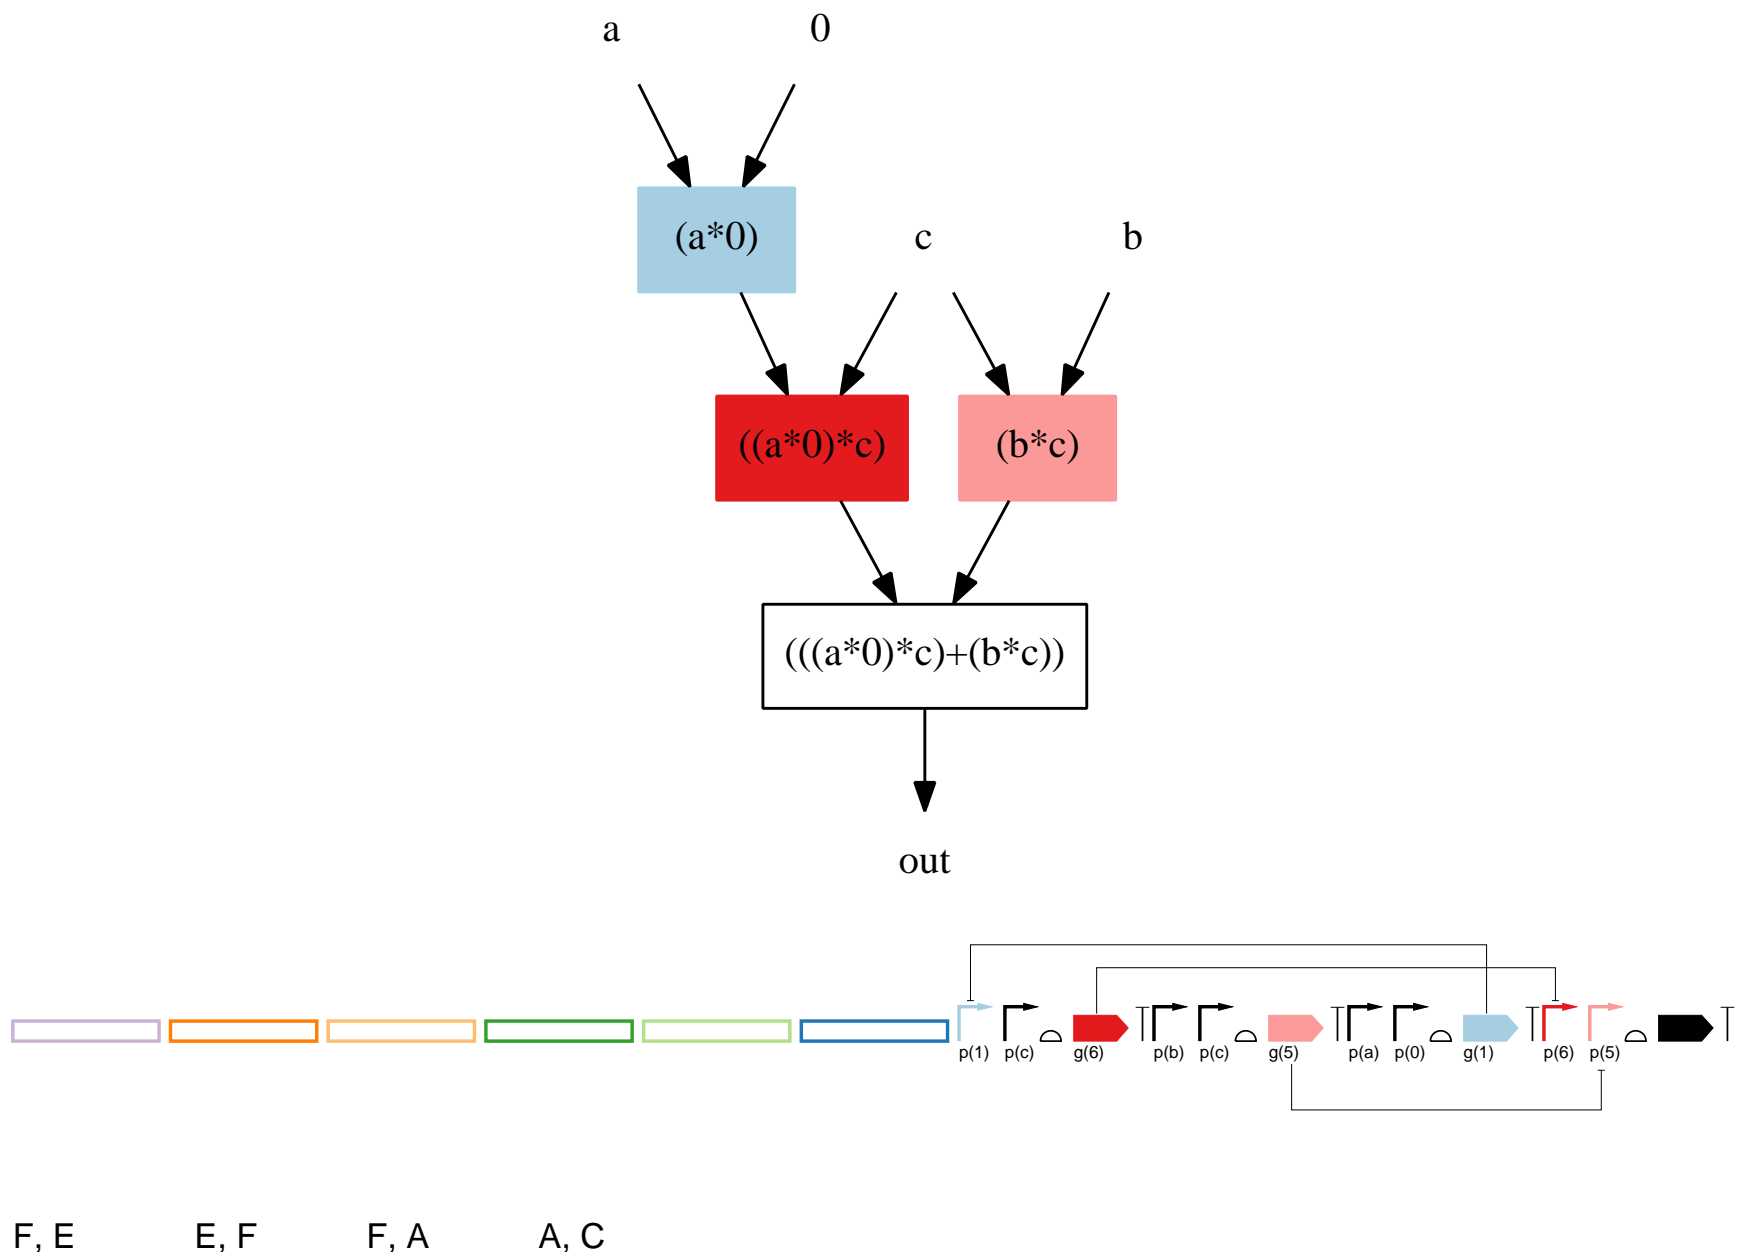 a 0
(a*0) c b
((a*0)*c) (b*c)
(((a*0)*c)+(b*c))
out
p(1) p(c) g(6) p(b) p(c) g(5) p(a) p(0) g(1) p(6) p(5)
F, E E, F F, A A, C